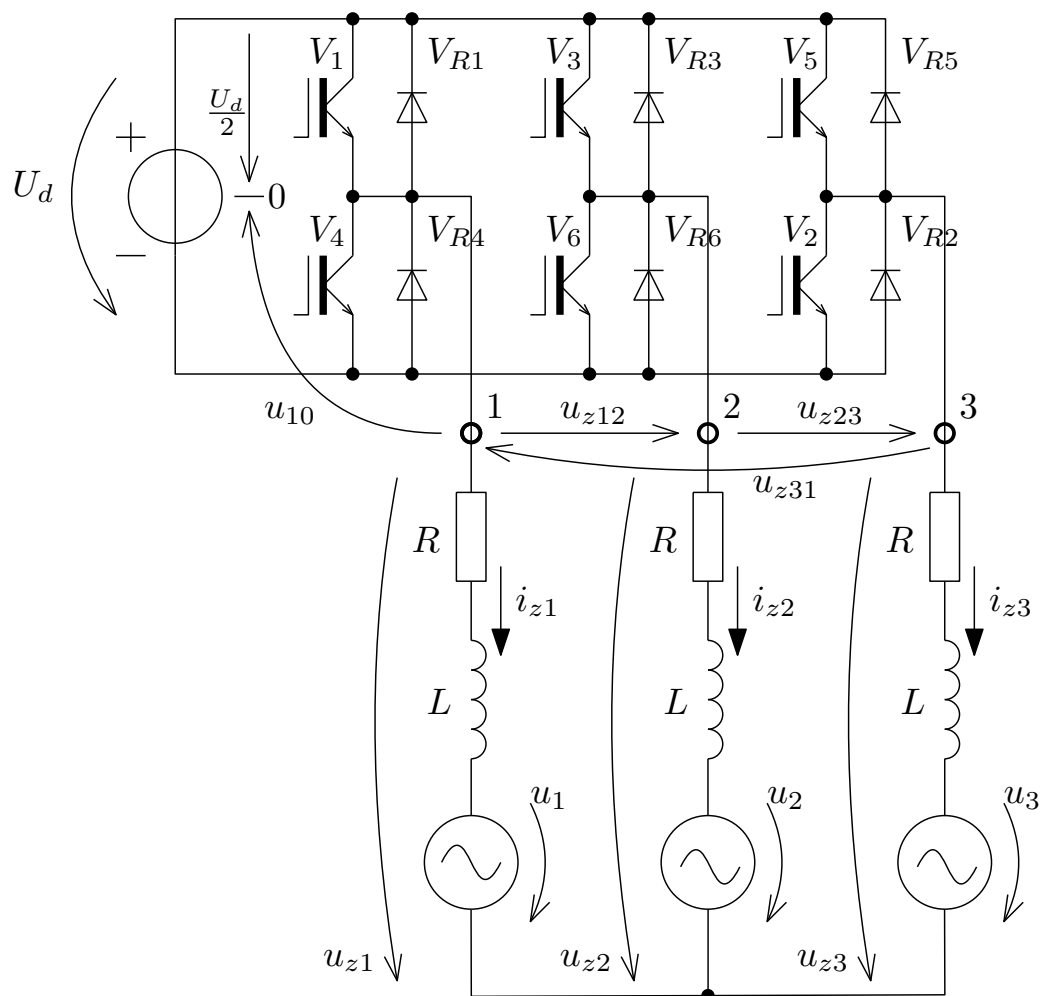 V1 VR1 V3 VR3 V5 VR5
+ Ud/2
Ud 0
−
V4 VR4 V6 VR6 V2 VR2
u10 1 uz12 2 uz23 3
uz31
R R R
iz1 iz2 iz3
L L L
u1 u2 u3
uz1 uz2 uz3